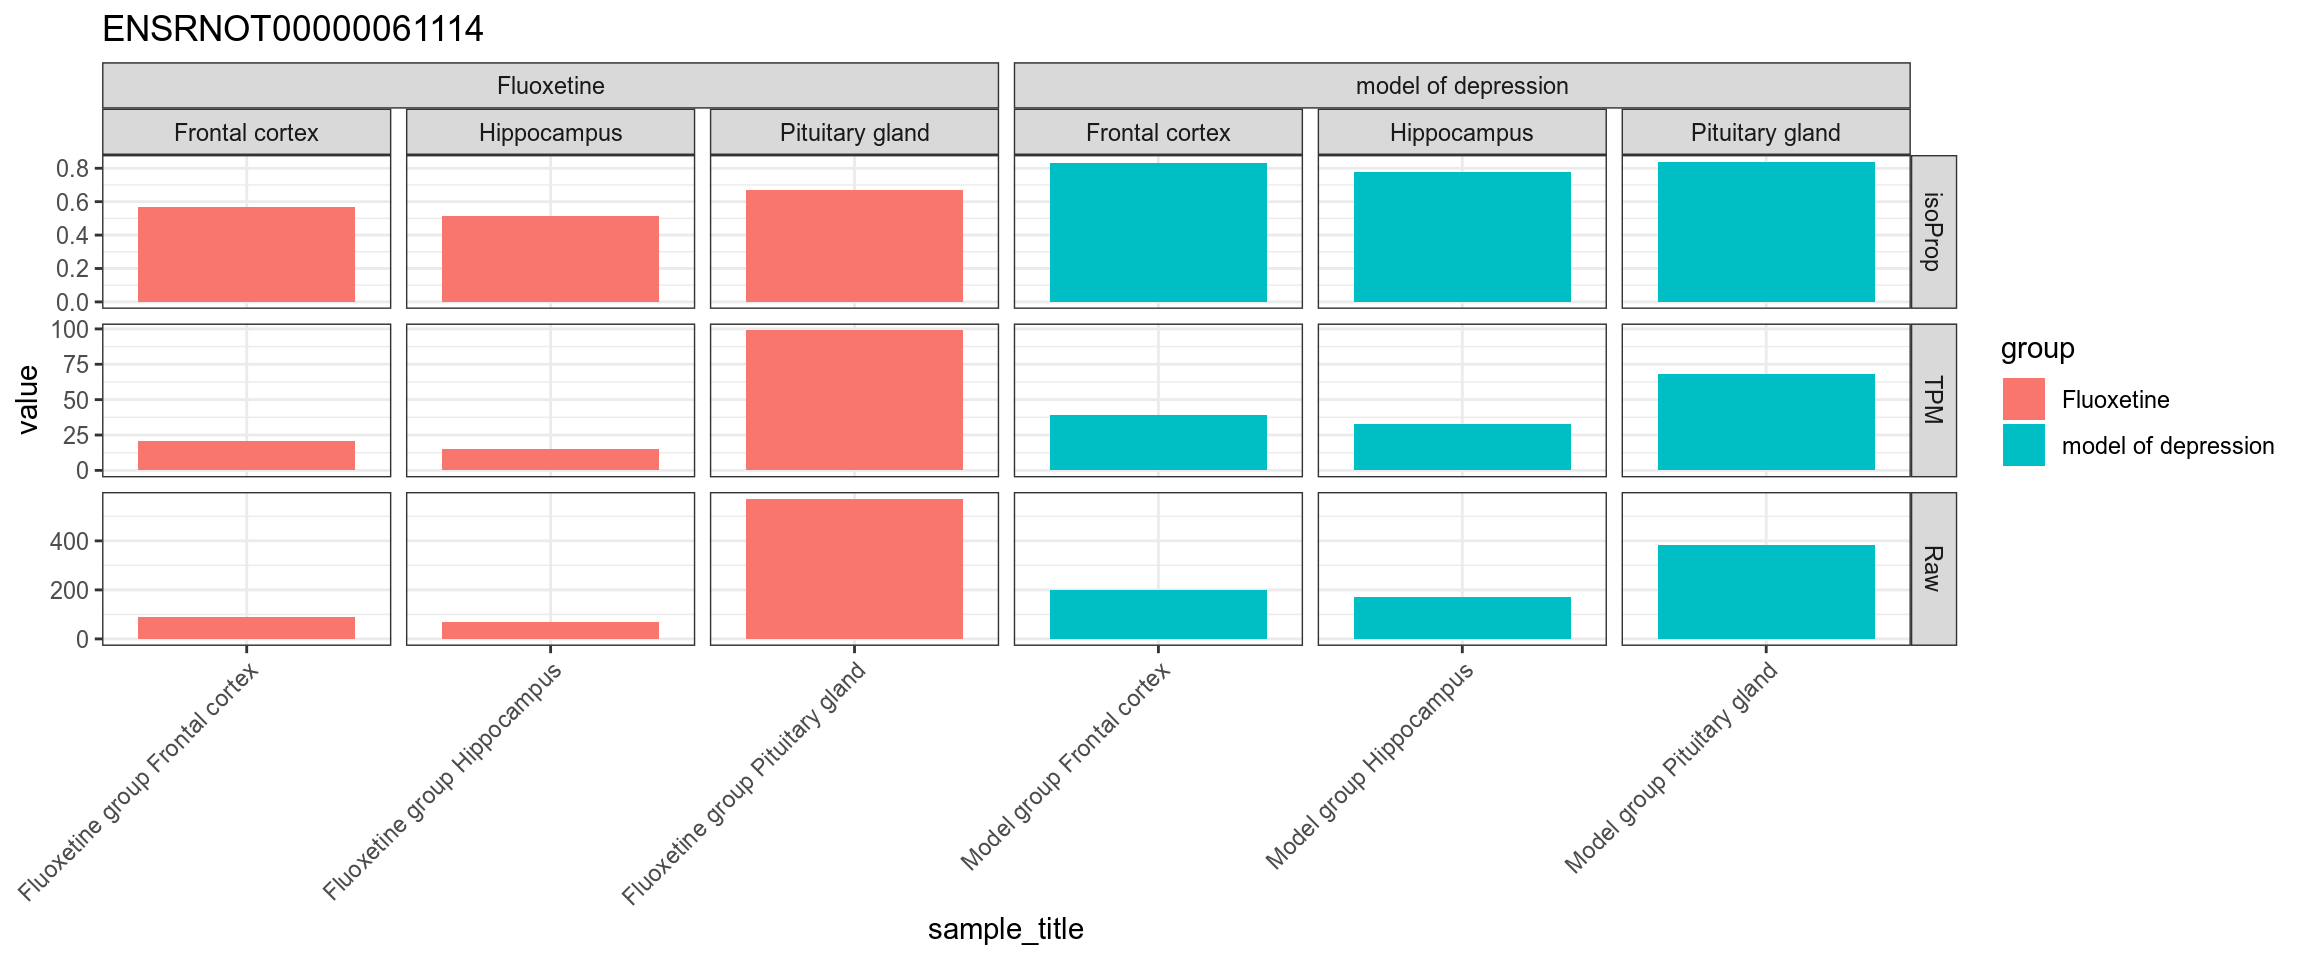 ENSRNOT00000061114
Fluoxetine
model of depression
Frontal cortex
Hippocampus
Pituitary gland
Frontal cortex
Hippocampus
Pituitary gland
0.8
0.6
0.4
0.2
0.0
isoProp
100
75
50
25
0
TPM
400
200
0
Raw
value
group
Fluoxetine
model of depression
Fluoxetine group Frontal cortex
Fluoxetine group Hippocampus
Fluoxetine group Pituitary gland
Model group Frontal cortex
Model group Hippocampus
Model group Pituitary gland
sample_title